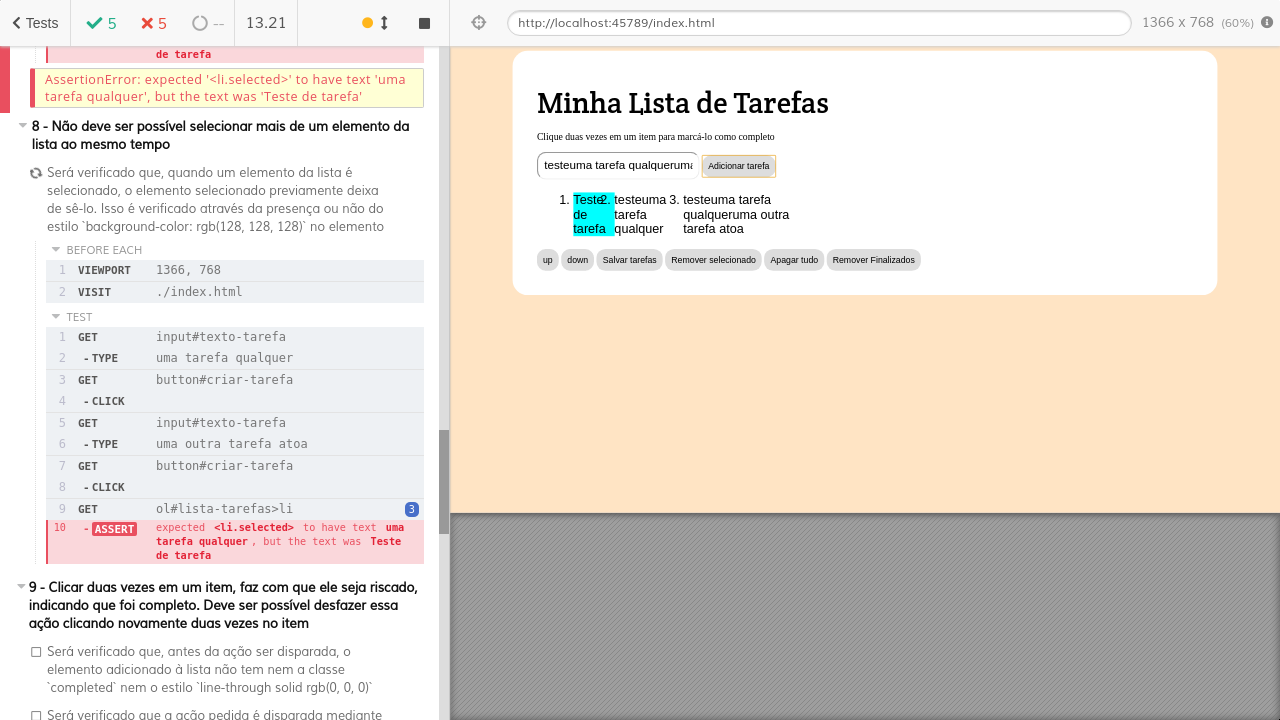 Tests
5
5
--
13.21
http://localhost:45789/index.html
1366 x 768 (60%)
de tarefa
AssertionError: expected '<li.selected>' to have text 'uma
tarefa qualquer', but the text was 'Teste de tarefa'
8 - Não deve ser possível selecionar mais de um elemento da
lista ao mesmo tempo
Será verificado que, quando um elemento da lista é
selecionado, o elemento selecionado previamente deixa
de sê-lo. Isso é verificado através da presença ou não do
estilo `background-color: rgb(128, 128, 128)` no elemento
BEFORE EACH
1 VIEWPORT 1366, 768
2 VISIT ./index.html
TEST
1 GET input#texto-tarefa
2 - TYPE uma tarefa qualquer
3 GET button#criar-tarefa
4 - CLICK
5 GET input#texto-tarefa
6 - TYPE uma outra tarefa atoa
7 GET button#criar-tarefa
8 - CLICK
9 GET ol#lista-tarefas>li 3
10 - ASSERT expected <li.selected> to have text uma
tarefa qualquer, but the text was Teste
de tarefa
9 - Clicar duas vezes em um item, faz com que ele seja riscado,
indicando que foi completo. Deve ser possível desfazer essa
ação clicando novamente duas vezes no item
Será verificado que, antes da ação ser disparada, o
elemento adicionado à lista não tem nem a classe
`completed` nem o estilo `line-through solid rgb(0, 0, 0)`
Será verificado que a ação pedida é disparada mediante
Minha Lista de Tarefas
Clique duas vezes em um item para marcá-lo como completo
testeuma tarefa qualqueruma
Adicionar tarefa
1. Teste 2. testeuma 3. testeuma tarefa
de tarefa qualqueruma outra
tarefa qualquer tarefa atoa
up down Salvar tarefas Remover selecionado Apagar tudo Remover Finalizados